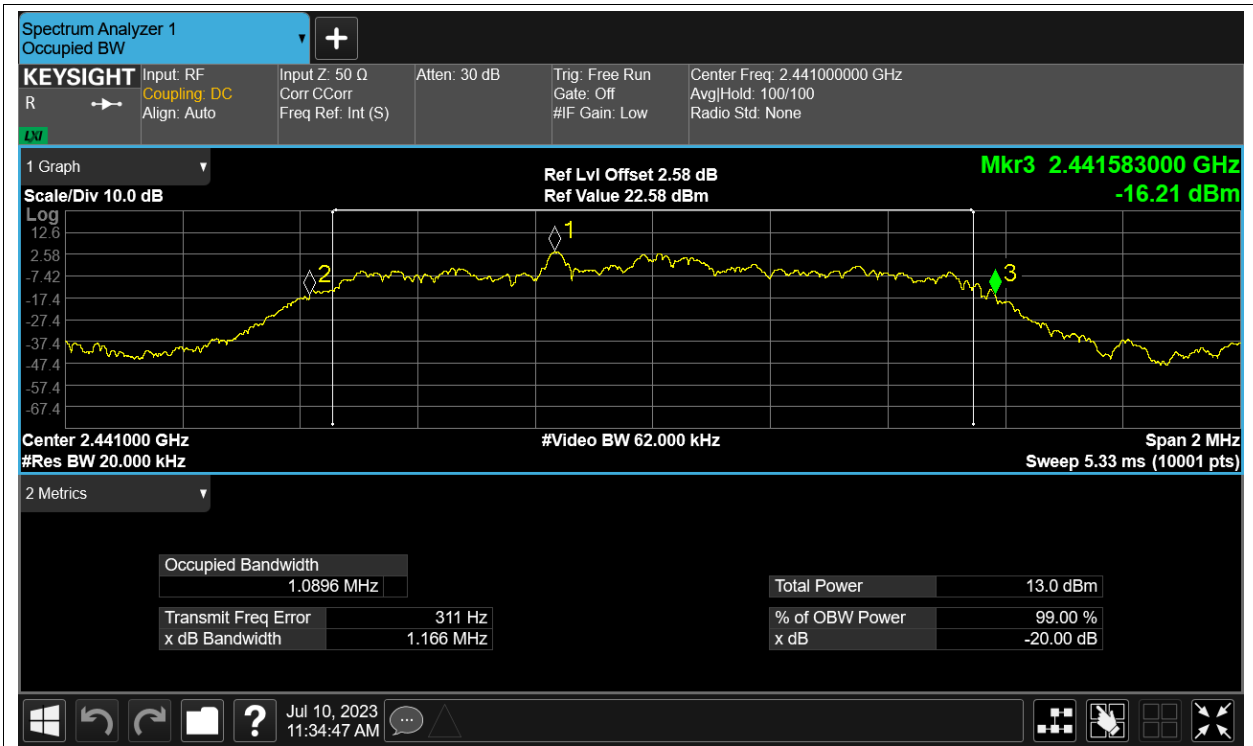 Spectrum Analyzer 1
Occupied BW
KEYSIGHT
R
LXI
Input: RF
Coupling: DC
Align: Auto
Input Z: 50 Ω
Corr CCorr
Freq Ref: Int (S)
Atten: 30 dB
Trig: Free Run
Gate: Off
#IF Gain: Low
Center Freq: 2.441000000 GHz
Avg|Hold: 100/100
Radio Std: None
1 Graph
Scale/Div 10.0 dB
Ref Lvl Offset 2.58 dB
Ref Value 22.58 dBm
Mkr3 2.441583000 GHz
-16.21 dBm
Log
12.6
2.58
-7.42
-17.4
-27.4
-37.4
-47.4
-57.4
-67.4
1
2
3
Center 2.441000 GHz
#Video BW 62.000 kHz
Span 2 MHz
#Res BW 20.000 kHz
Sweep 5.33 ms (10001 pts)
2 Metrics
Occupied Bandwidth
1.0896 MHz
Total Power 13.0 dBm
Transmit Freq Error 311 Hz
% of OBW Power 99.00 %
x dB Bandwidth 1.166 MHz
x dB -20.00 dB
?
Jul 10, 2023
11:34:47 AM